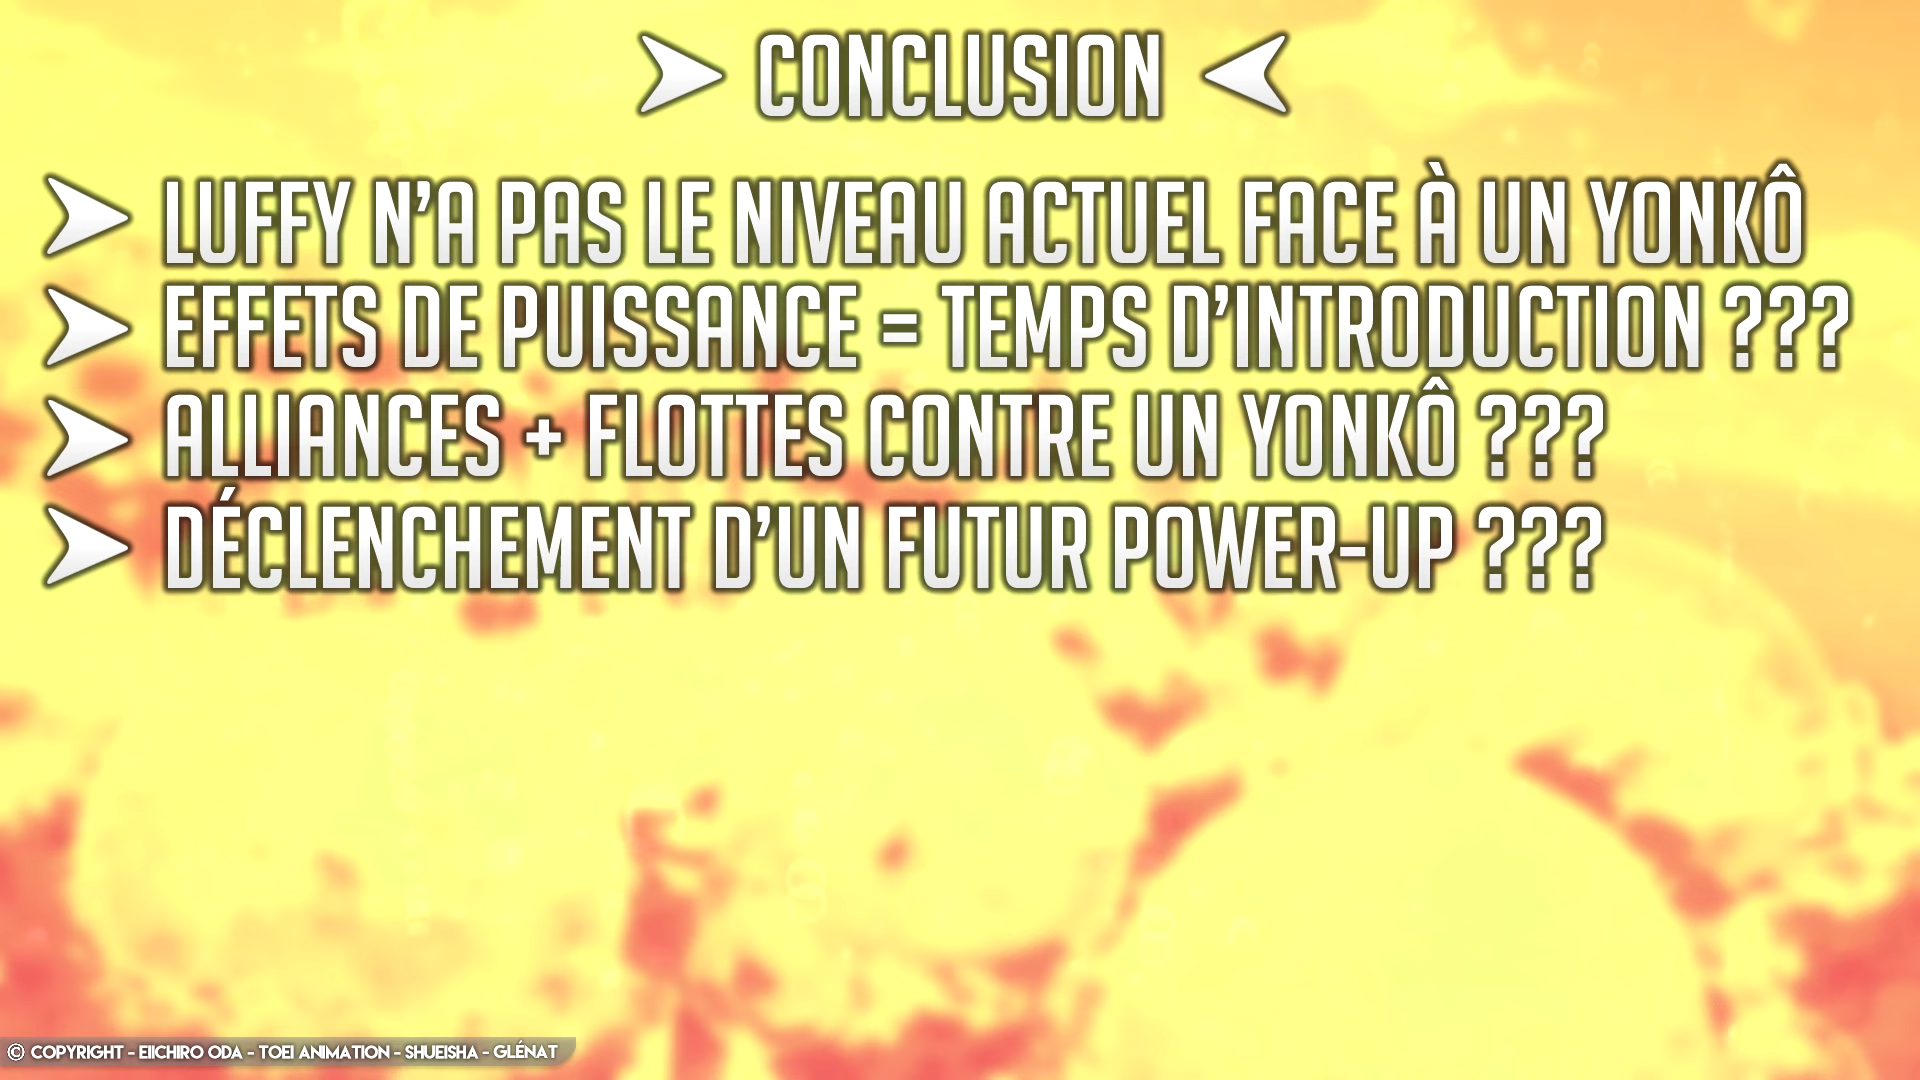 CONCLUSION
LUFFY N'A PAS LE NIVEAU ACTUEL FACE À UN YONKÔ
EFFETS DE PUISSANCE = TEMPS D'INTRODUCTION ???
ALLIANCES + FLOTTES CONTRE UN YONKÔ ???
DÉCLENCHEMENT D'UN FUTUR POWER-UP ???
© COPYRIGHT - EIICHIRO ODA - TOEI ANIMATION - SHUEISHA - GLÉNAT